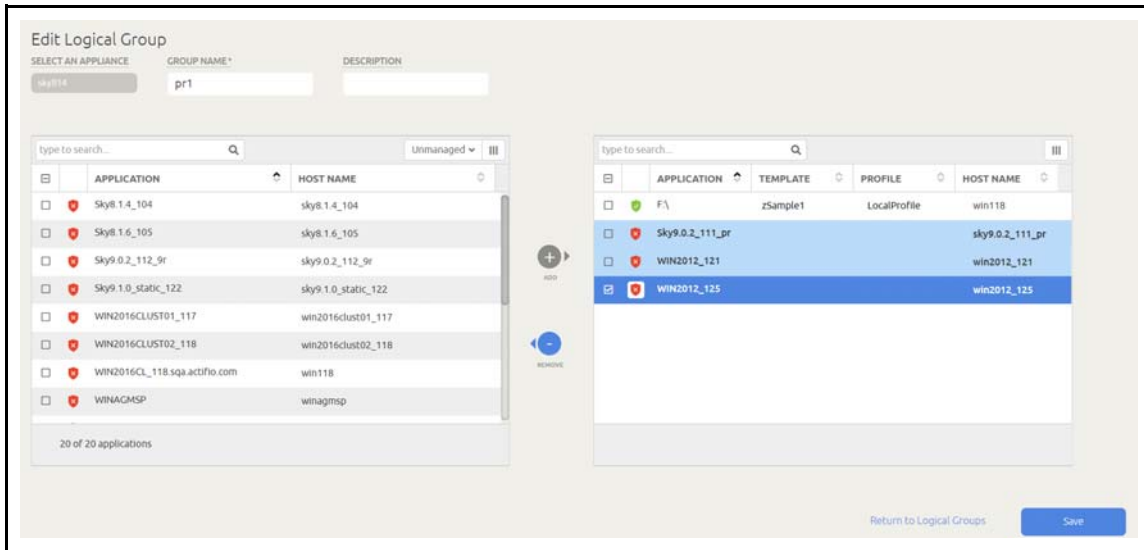 Edit Logical Group
SELECT AN APPLIANCE GROUP NAME* DESCRIPTION
sky814 pr1
type to search... Unmanaged type to search...
APPLICATION HOST NAME APPLICATION TEMPLATE PROFILE HOST NAME
Sky8.1.4_104 sky8.1.4_104 F:\ zSample1 LocalProfile win118
Sky8.1.6_105 sky8.1.6_105 Sky9.0.2_111_pr sky9.0.2_111_pr
Sky9.0.2_112_9r sky9.0.2_112_9r WIN2012_121 win2012_121
ADD
Sky9.1.0_static_122 sky9.1.0_static_122 WIN2012_125 win2012_125
WIN2016CLUST01_117 win2016clust01_117
WIN2016CLUST02_118 win2016clust02_118
REMOVE
WIN2016CL_118.sqa.actifio.com win118
WINAGMSP winagmsp
20 of 20 applications
Return to Logical Groups Save